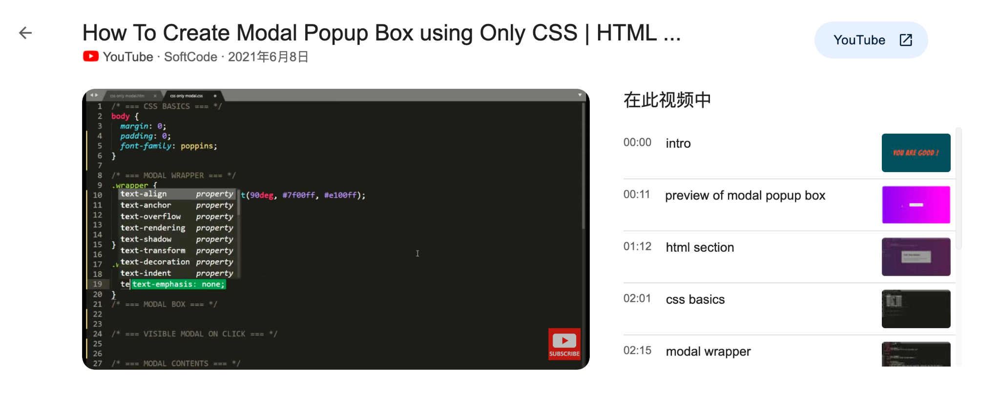 How To Create Modal Popup Box using Only CSS | HTML ...
YouTube · SoftCode · 2021年6月8日
YouTube
css only modal.htm
css only modal.css
1 /* === CSS BASICS === */
2 body {
3 margin: 0;
4 padding: 0;
5 font-family: poppins;
6 }
7
8 /* === MODAL WRAPPER === */
9 .wrapper {
10 t(90deg, #7f00ff, #e100ff);
11
12
13
14
15 }
16
17 .w
18
19 te
20 }
21 /* === MODAL BOX === */
22
23
24 /* === VISIBLE MODAL ON CLICK === */
25
26
27 /* === MODAL CONTENTS === */
text-align property
text-anchor property
text-overflow property
text-rendering property
text-shadow property
text-transform property
text-decoration property
text-indent property
text-emphasis: none;
SUBSCRIBE
在此视频中
00:00 intro
YOU ARE GOOD !
00:11 preview of modal popup box
01:12 html section
02:01 css basics
02:15 modal wrapper